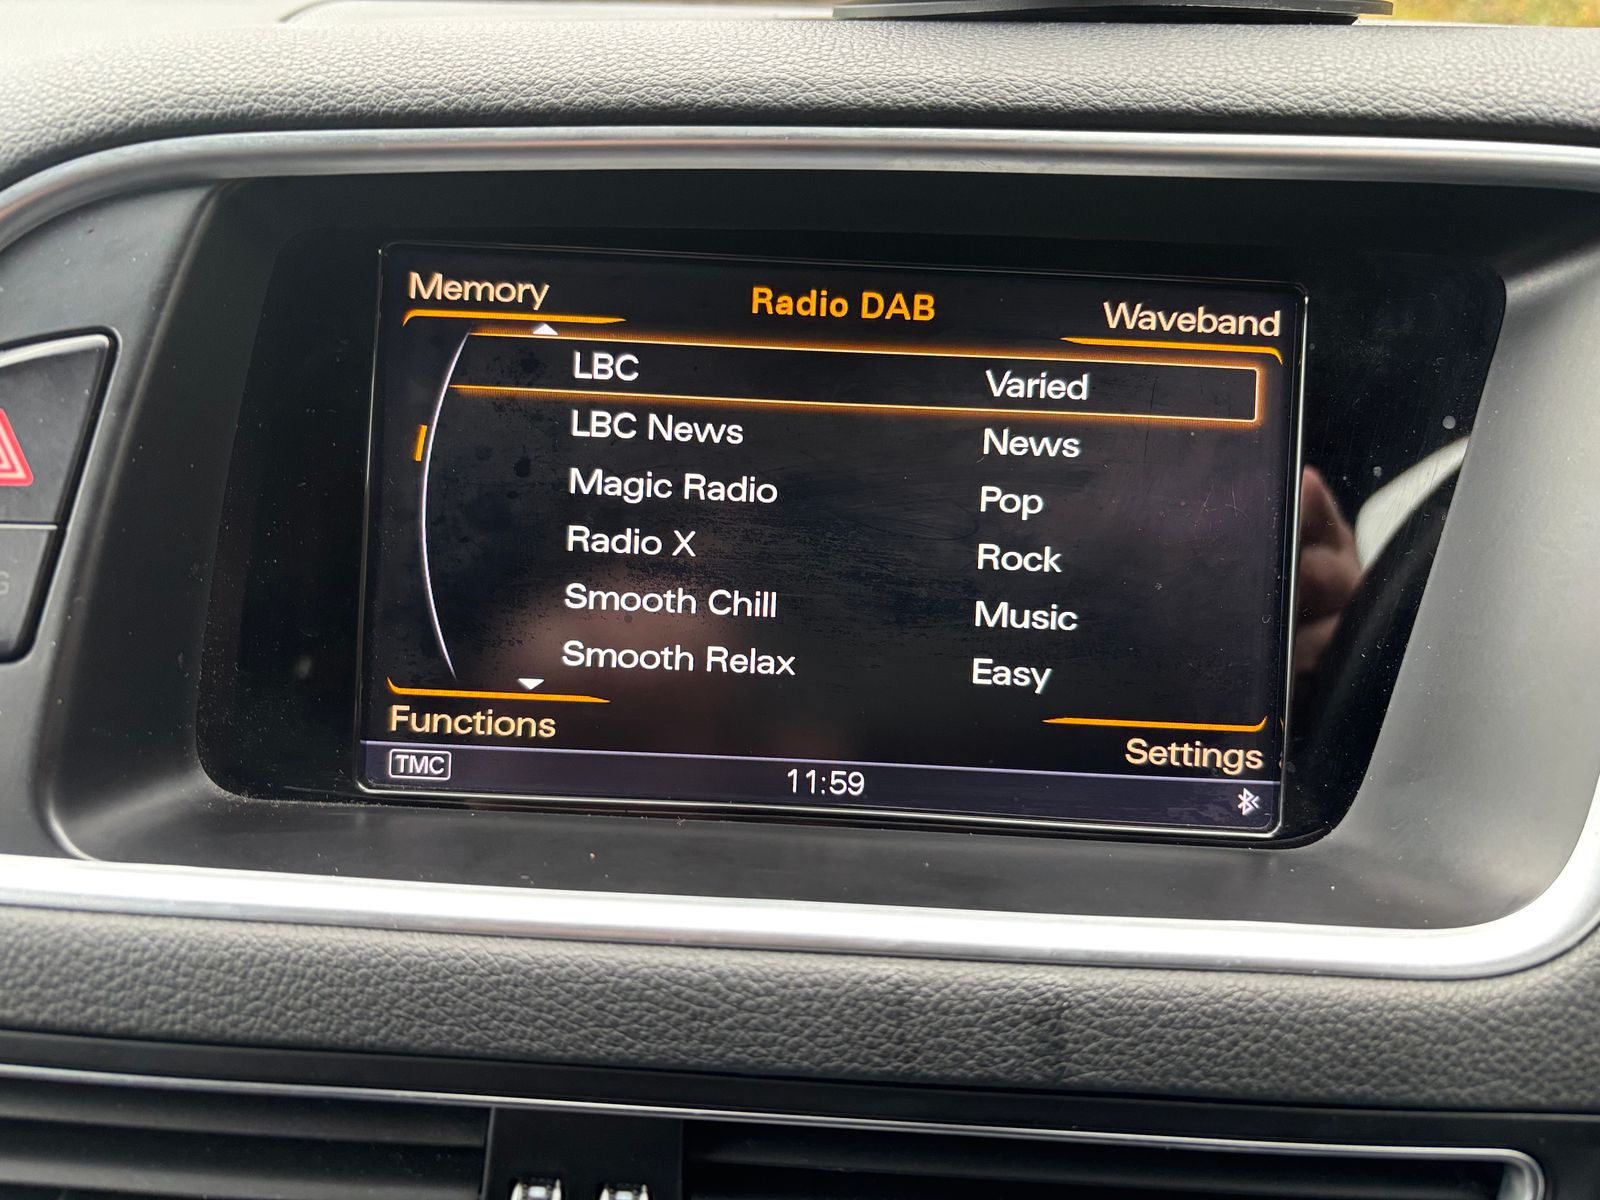 Memory Radio DAB Waveband
LBC Varied
LBC News News
Magic Radio Pop
Radio X Rock
Smooth Chill Music
Smooth Relax Easy
Functions Settings
TMC 11:59